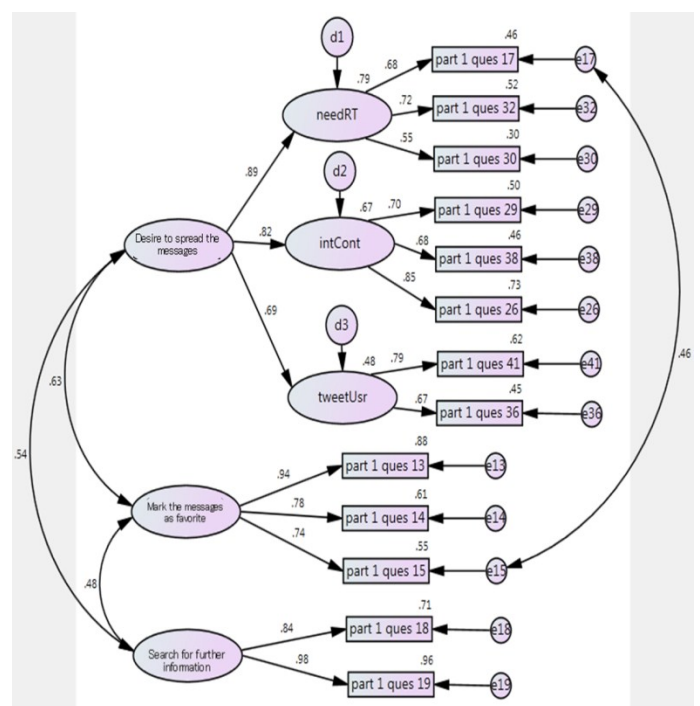 d1
.46
.68
part 1 ques 17
e17
.79
.52
needRT
.72
part 1 ques 32
e32
.55
.30
part 1 ques 30
e30
.89
d2
.50
.67
.70
part 1 ques 29
e29
Desire to spread the
messages
.82
intCont
.46
.68
part 1 ques 38
e38
.85
.73
part 1 ques 26
e26
.69
d3
.62
.48
.79
part 1 ques 41
e41
.46
.63
tweetUsr
.45
.67
part 1 ques 36
e36
.88
.54
.94
part 1 ques 13
e13
Mark the messages
as favorite
.61
.78
part 1 ques 14
e14
.74
.55
part 1 ques 15
e15
.48
.71
.84
part 1 ques 18
e18
Search for further
information
.98
.96
part 1 ques 19
e19